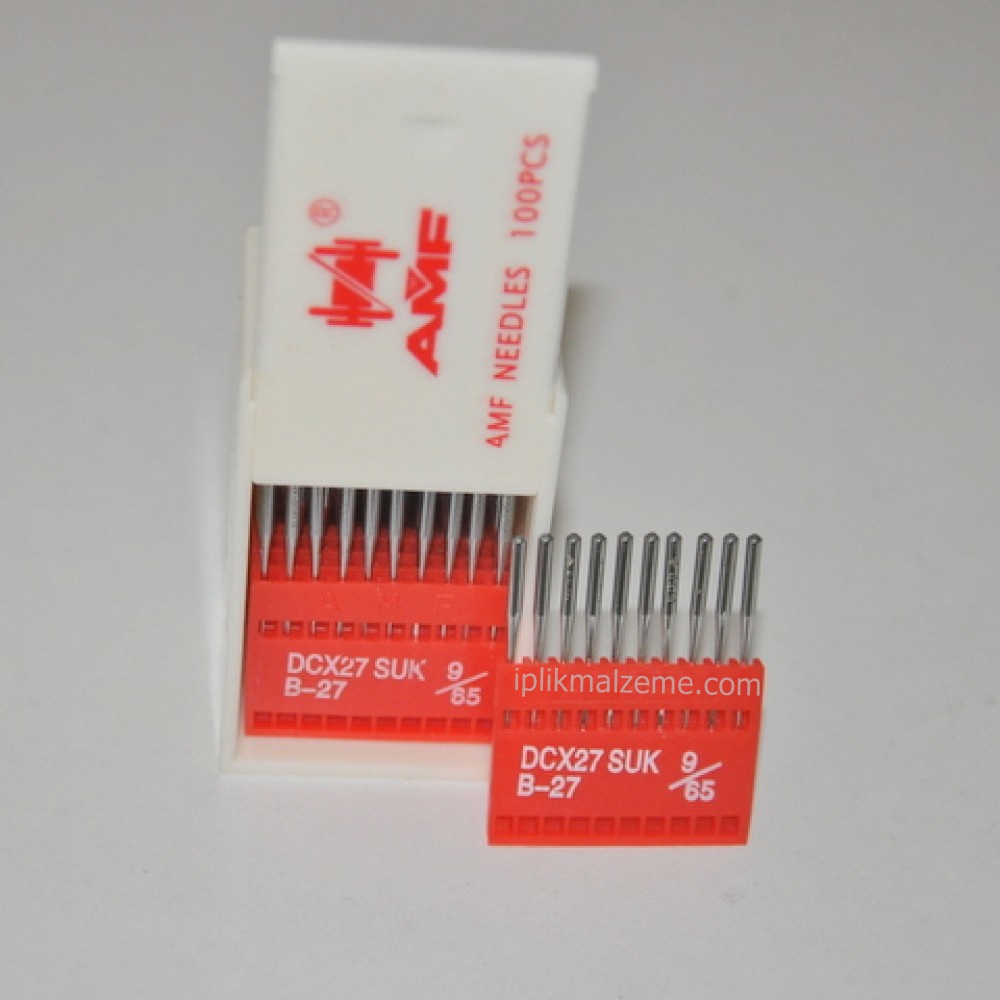 ®
AMF
AMF NEEDLES 100PCS
A M F
DCX27 SUK 9/65
B-27
iplikmalzeme.com
DCX27 SUK 9/65
B-27